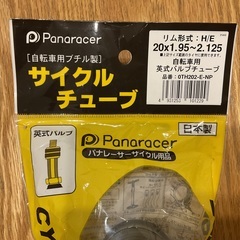 Panaracer
[自転車用ブチル製]
サイクル
チューブ
リム形式：H/E
20x1.95~2.125
自転車用
英式バルブチューブ
品番：0TH202-E-NP
英式バルブ
Panaracer
パナレーサーサイクル用品
日本製
CY